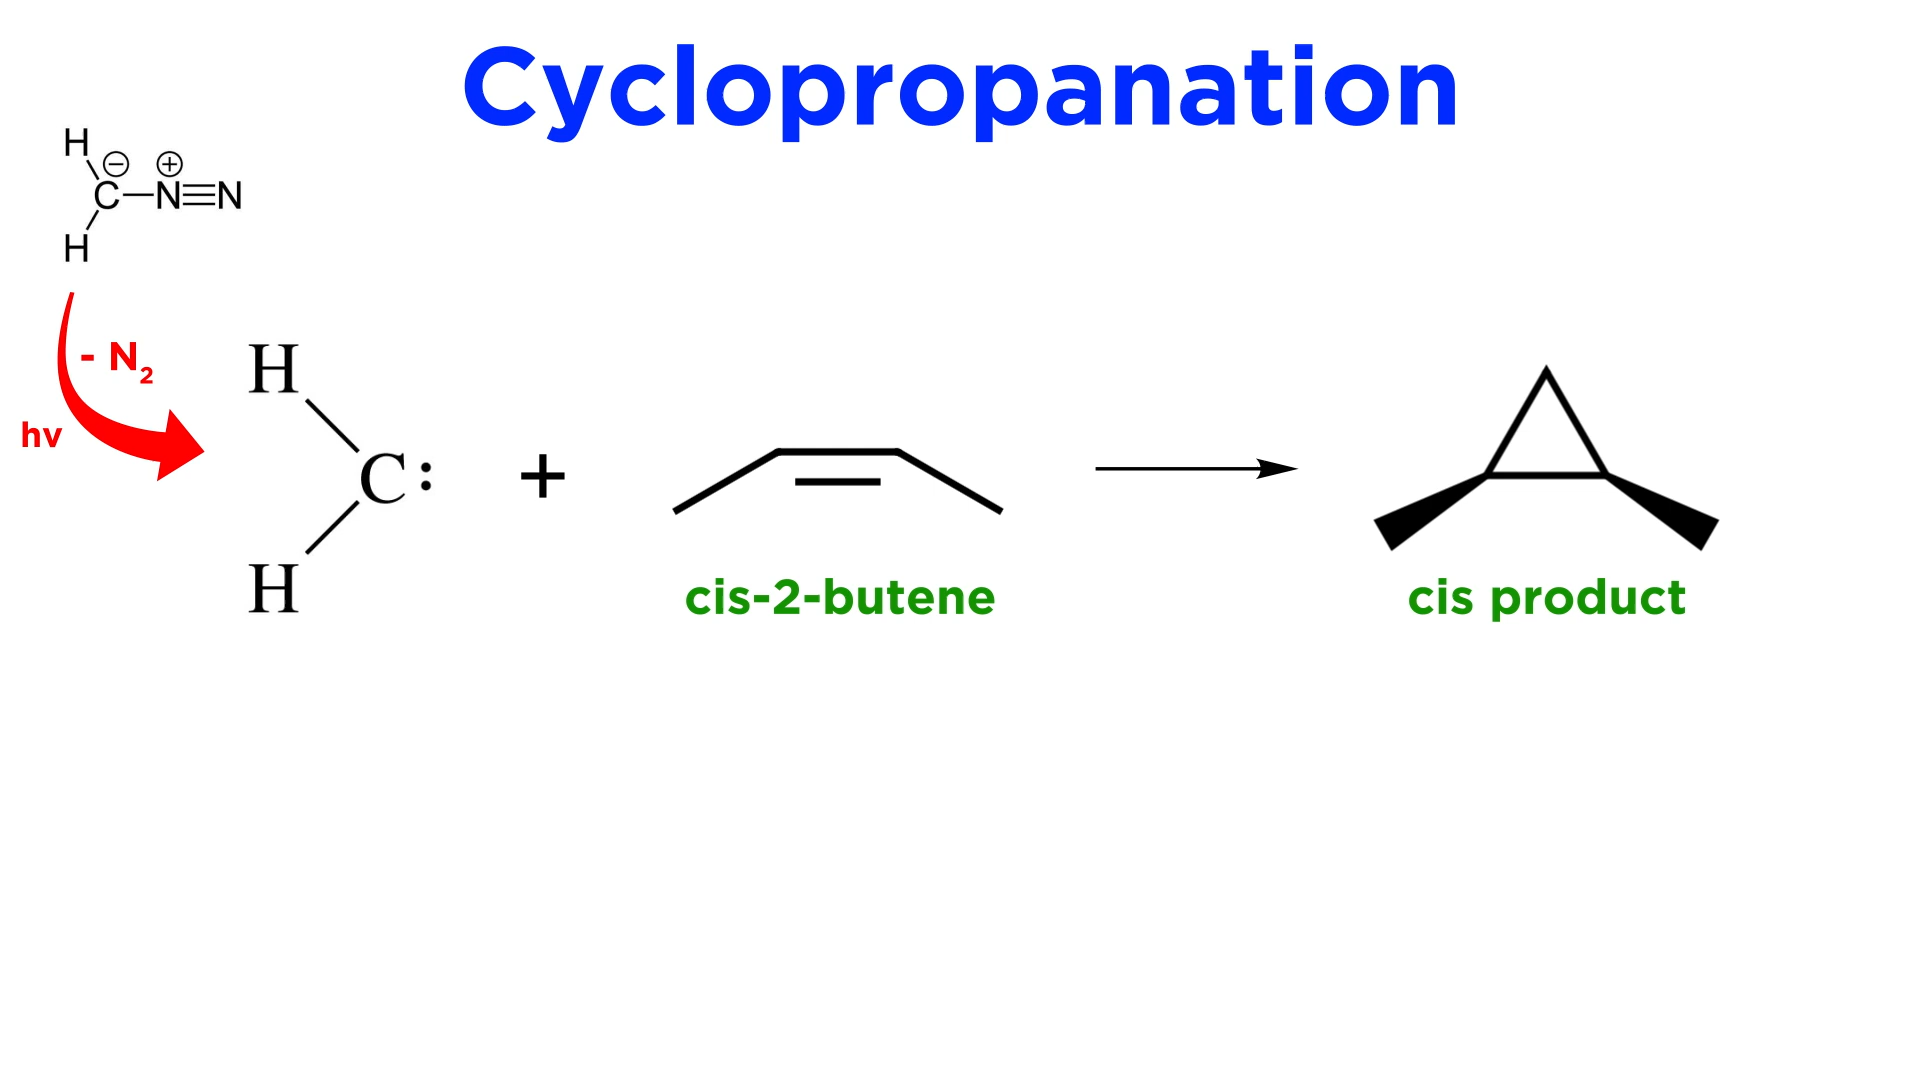 Cyclopropanation
H
⊖ ⊕
C—N≡N
H
- N₂
hv
H
C:
H
+
cis-2-butene
cis product